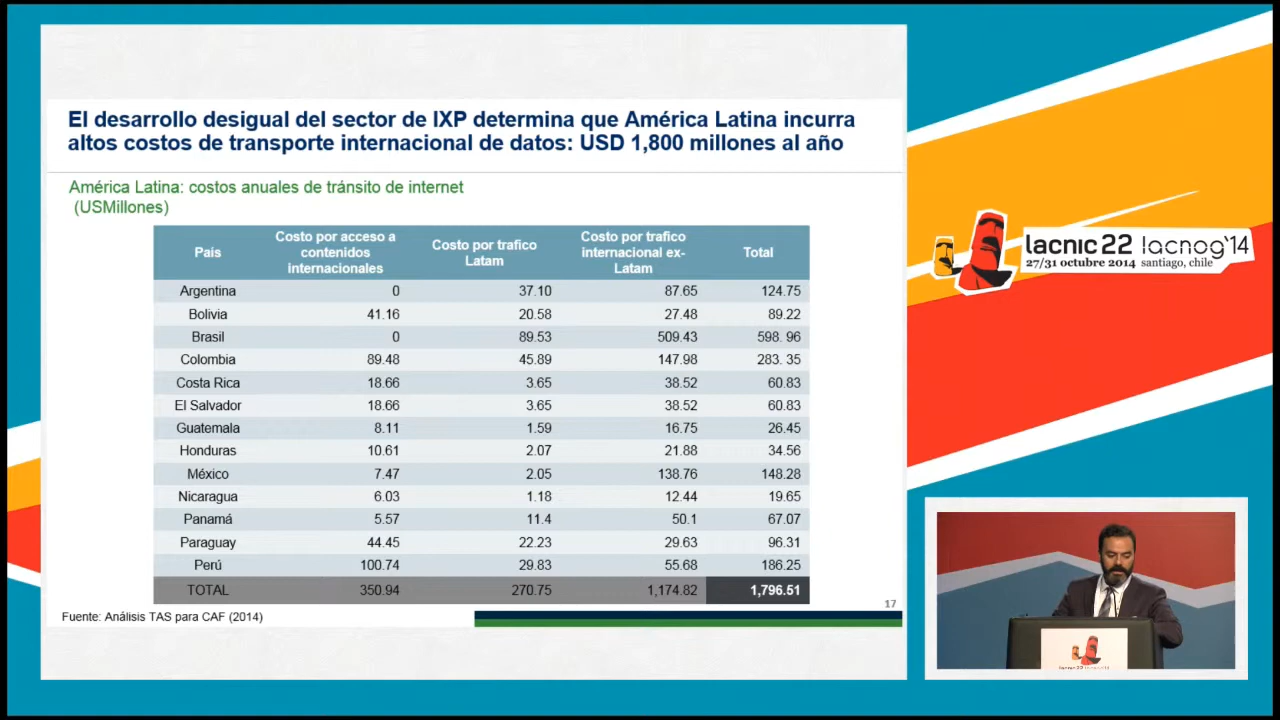 El desarrollo desigual del sector de IXP determina que América Latina incurra
altos costos de transporte internacional de datos: USD 1,800 millones al año
América Latina: costos anuales de tránsito de internet
(USMillones)
País Costo por acceso a contenidos internacionales Costo por trafico Latam Costo por trafico internacional ex-Latam Total
Argentina 0 37.10 87.65 124.75
Bolivia 41.16 20.58 27.48 89.22
Brasil 0 89.53 509.43 598. 96
Colombia 89.48 45.89 147.98 283. 35
Costa Rica 18.66 3.65 38.52 60.83
El Salvador 18.66 3.65 38.52 60.83
Guatemala 8.11 1.59 16.75 26.45
Honduras 10.61 2.07 21.88 34.56
México 7.47 2.05 138.76 148.28
Nicaragua 6.03 1.18 12.44 19.65
Panamá 5.57 11.4 50.1 67.07
Paraguay 44.45 22.23 29.63 96.31
Perú 100.74 29.83 55.68 186.25
TOTAL 350.94 270.75 1,174.82 1,796.51
17
Fuente: Análisis TAS para CAF (2014)
lacnic 22 lacnog'14
27/31 octubre 2014 santiago, chile